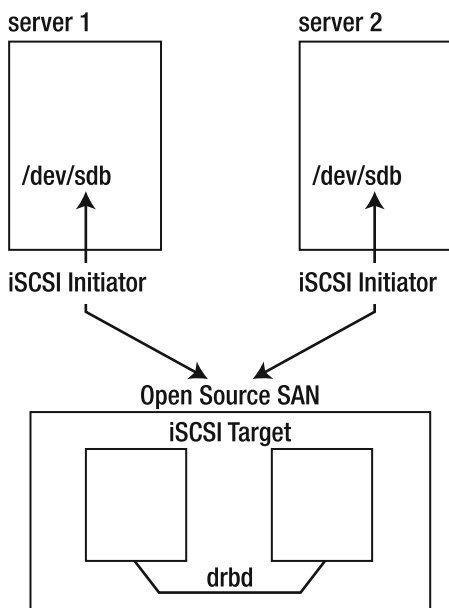 server 1
server 2
/dev/sdb
/dev/sdb
iSCSI Initiator
iSCSI Initiator
Open Source SAN
iSCSI Target
drbd